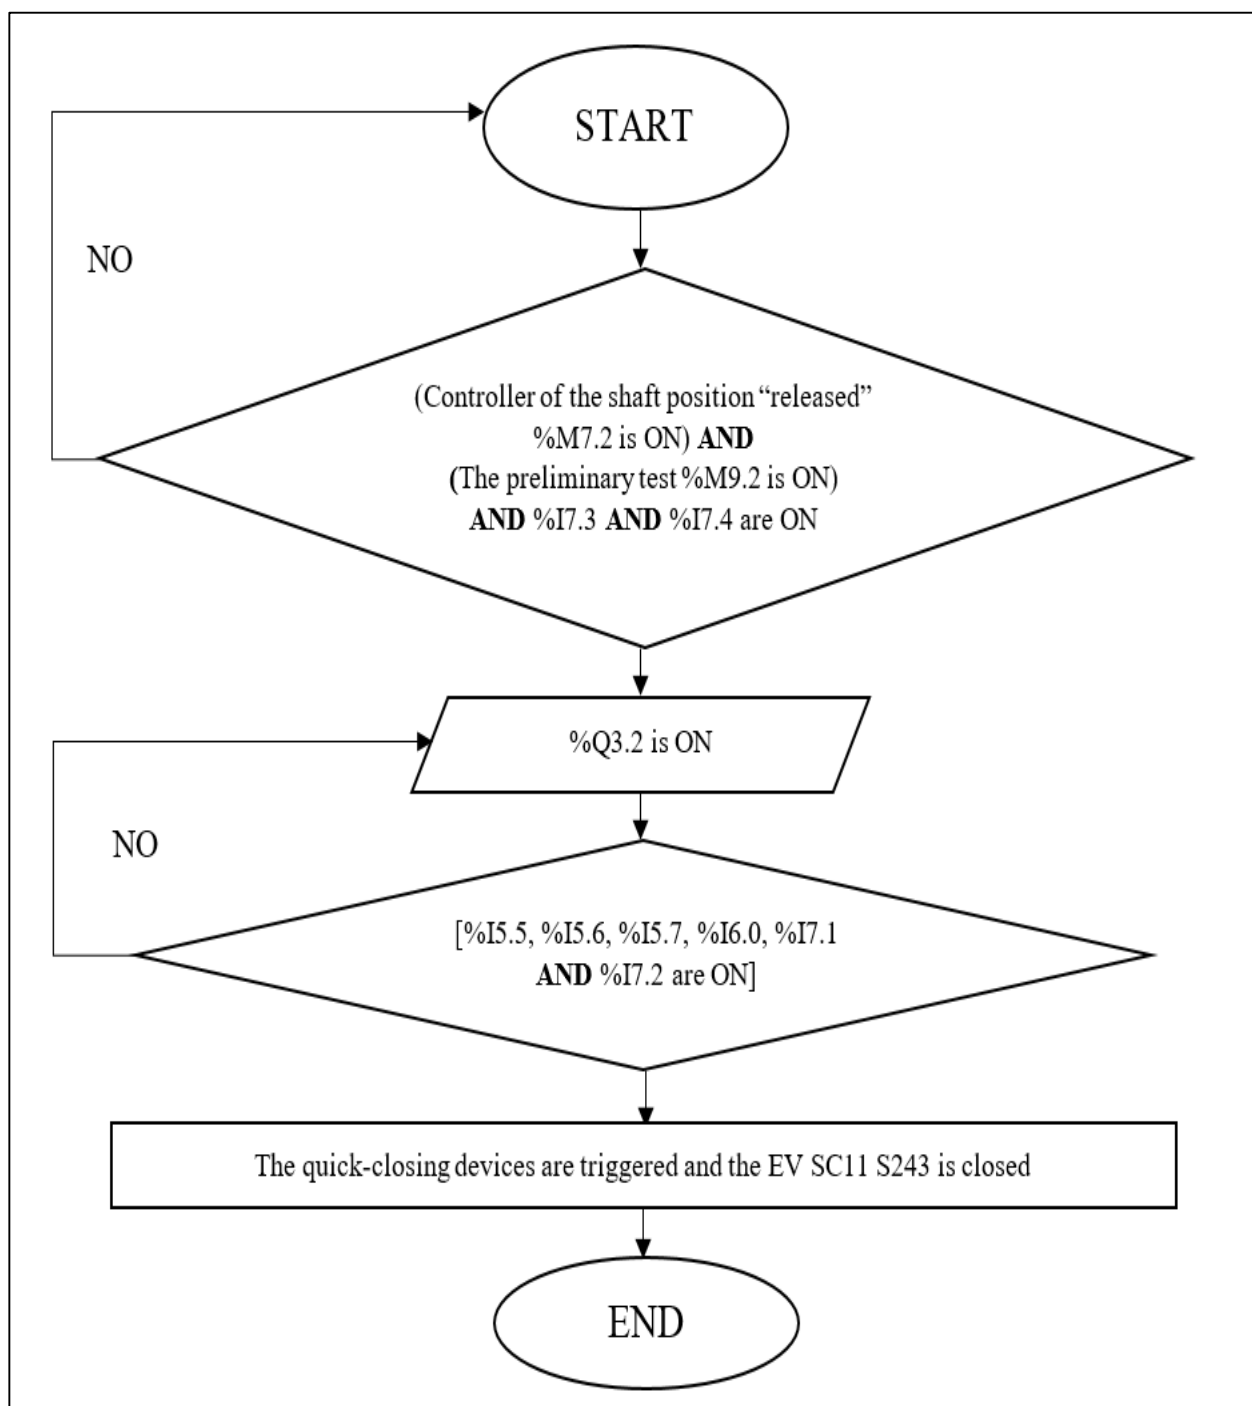 START
NO
(Controller of the shaft position “released”
%M7.2 is ON) AND
(The preliminary test %M9.2 is ON)
AND %I7.3 AND %I7.4 are ON
%Q3.2 is ON
NO
[%I5.5, %I5.6, %I5.7, %I6.0, %I7.1
AND %I7.2 are ON]
The quick-closing devices are triggered and the EV SC11 S243 is closed
END